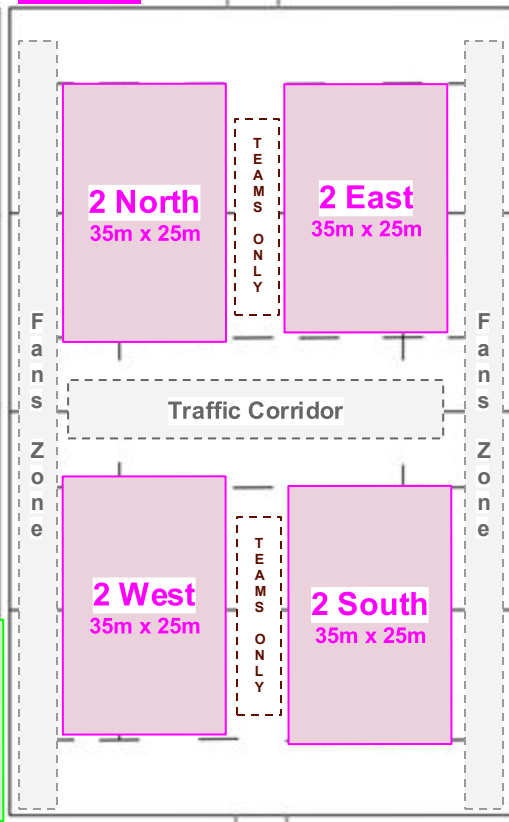 2 North
35m x 25m
TEAMS ONLY
2 East
35m x 25m
Fans Zone
Fans Zone
Traffic Corridor
2 West
35m x 25m
TEAMS ONLY
2 South
35m x 25m